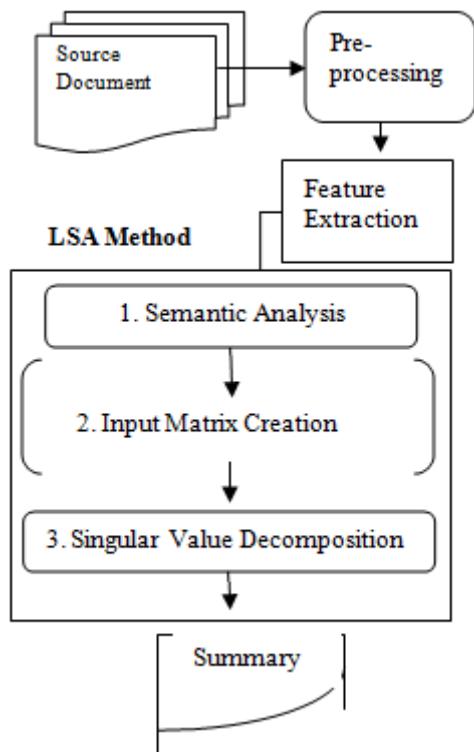 Source
Document
Pre-
processing
Feature
Extraction
LSA Method
1. Semantic Analysis
2. Input Matrix Creation
3. Singular Value Decomposition
Summary